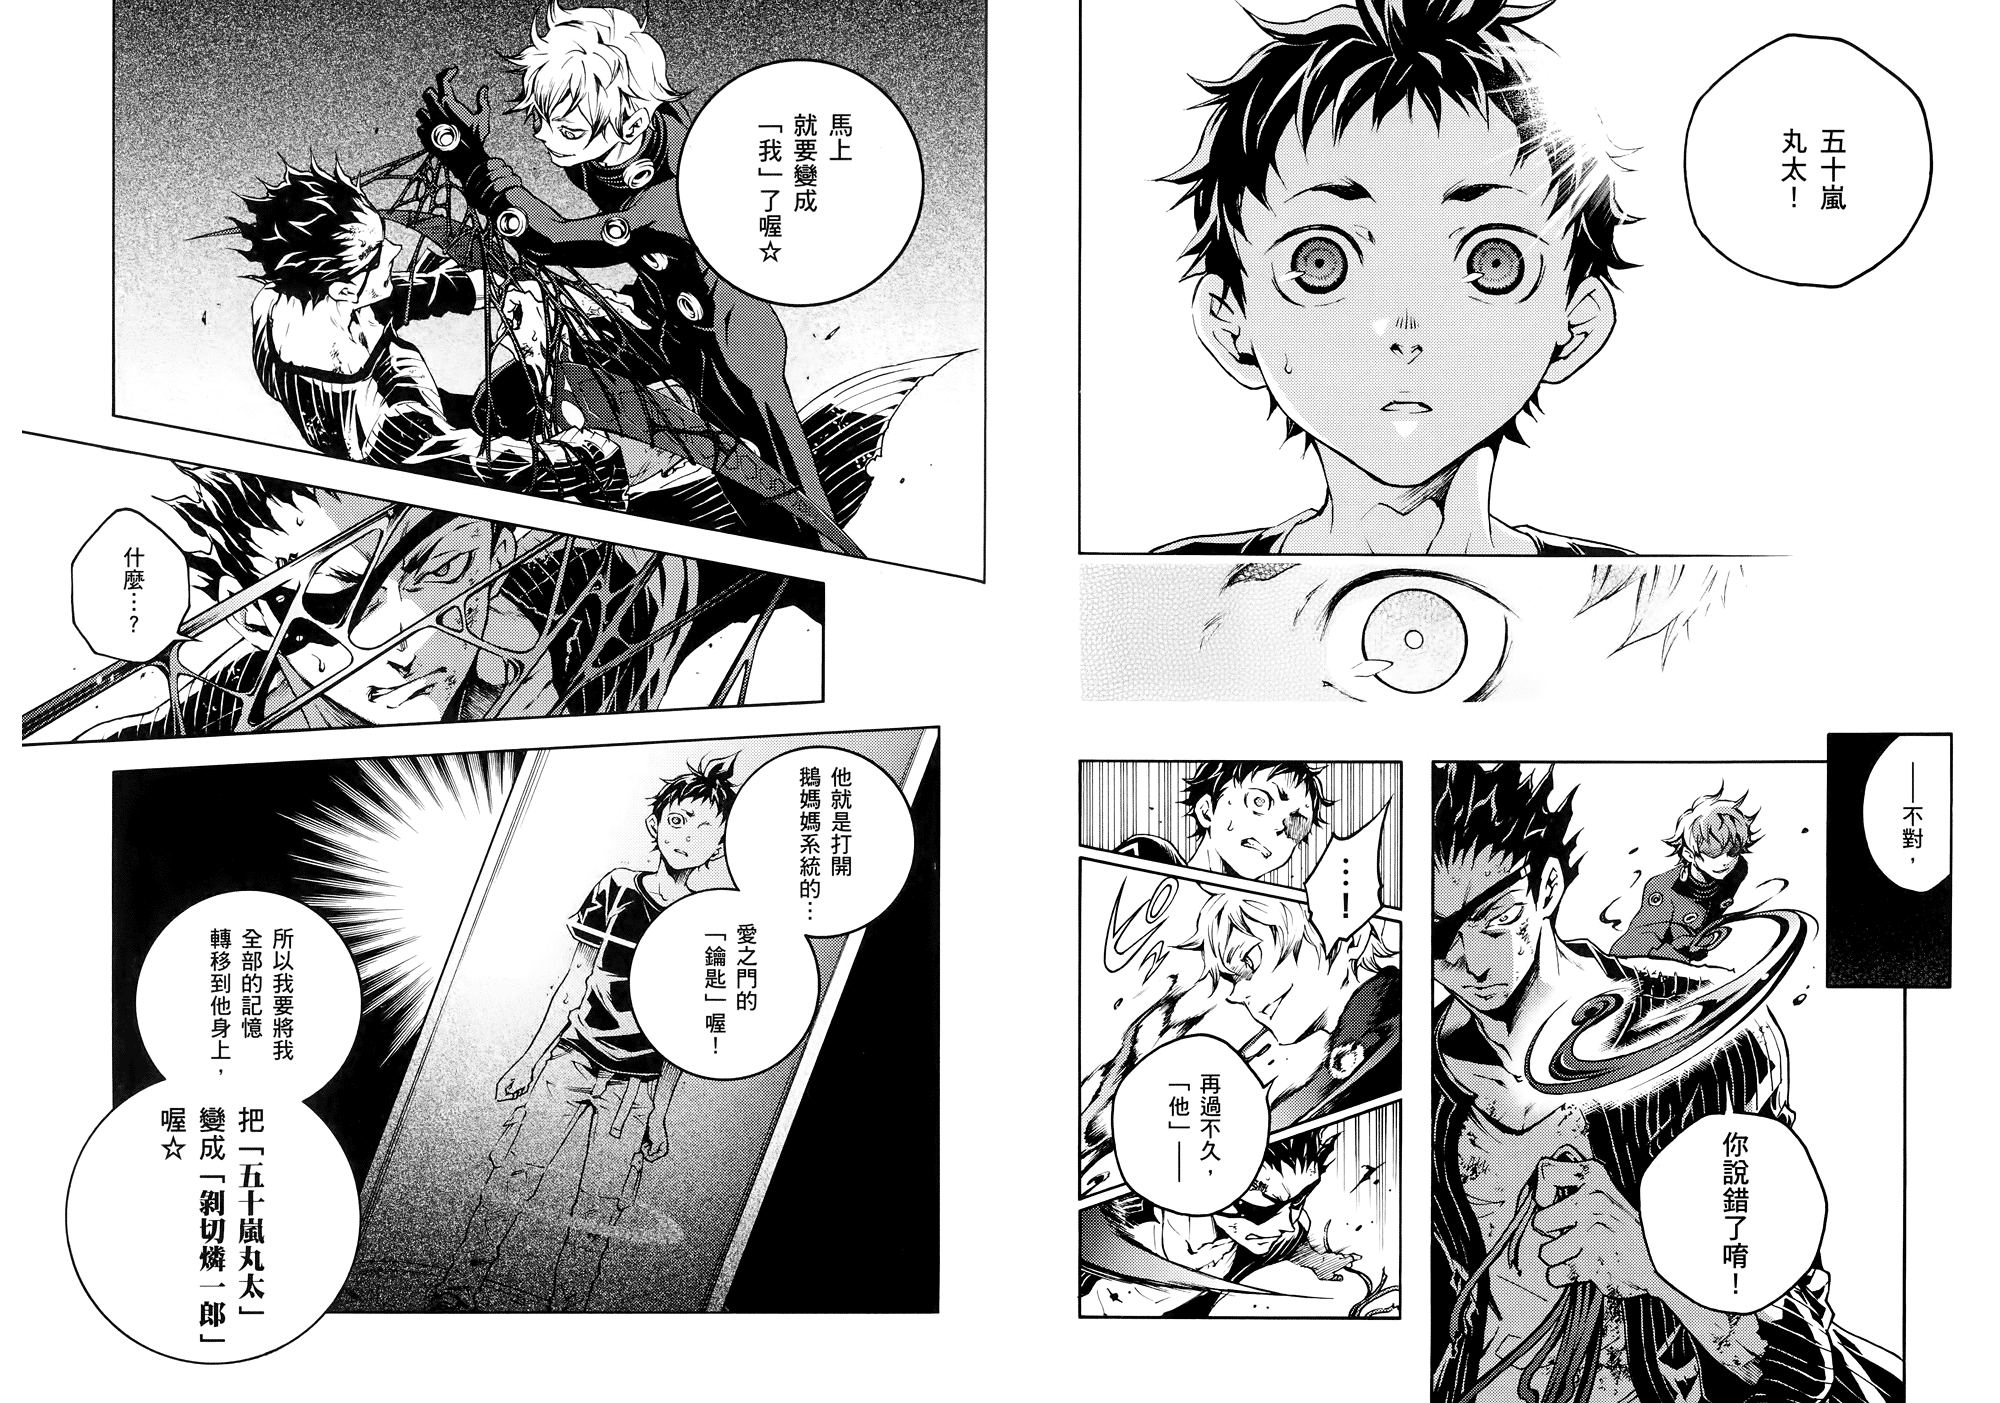 五十嵐
丸太！
——不對，
你說錯了唷！
…！
再過不久，
「他」——
馬上
就要變成
「我」了喔☆
什麼…？
他就是打開
鵝媽媽系統的…
愛之門的
「鑰匙」喔！
所以我要將我
全部的記憶
轉移到他身上，
把「五十嵐丸太」
變成「剝切燐一郎」
喔☆